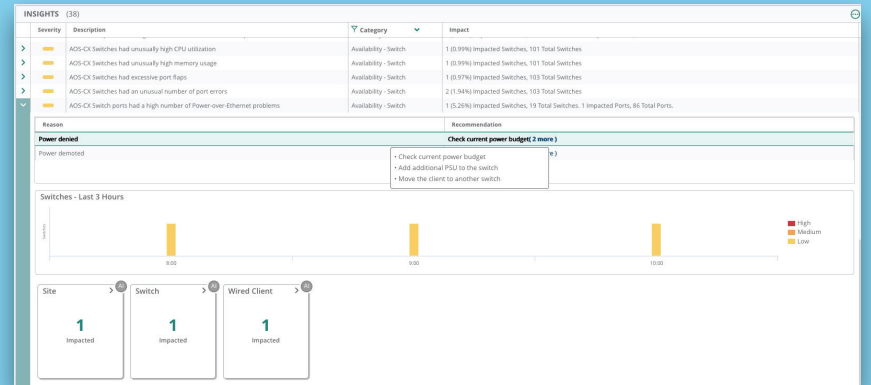 INSIGHTS (38)
Severity Description Category Impact
AOS-CX Switches had unusually high CPU utilization Availability - Switch 1 (0.99%) Impacted Switches, 101 Total Switches
AOS-CX Switches had unusually high memory usage Availability - Switch 1 (0.99%) Impacted Switches, 101 Total Switches
AOS-CX Switches had excessive port flaps Availability - Switch 1 (0.97%) Impacted Switches, 103 Total Switches
AOS-CX Switches had an unusual number of port errors Availability - Switch 2 (1.94%) Impacted Switches, 103 Total Switches
AOS-CX Switch ports had a high number of Power-over-Ethernet problems Availability - Switch 1 (5.26%) Impacted Switches, 19 Total Switches. 1 Impacted Ports, 86 Total Ports.
Reason Recommendation
Power denied Check current power budget( 2 more )
Power demoted
• Check current power budget
• Add additional PSU to the switch
• Move the client to another switch
Switches - Last 3 Hours
Switches
High
Medium
Low
8:00 9:00 10:00
Site AI Switch AI Wired Client AI
1 1 1
Impacted Impacted Impacted